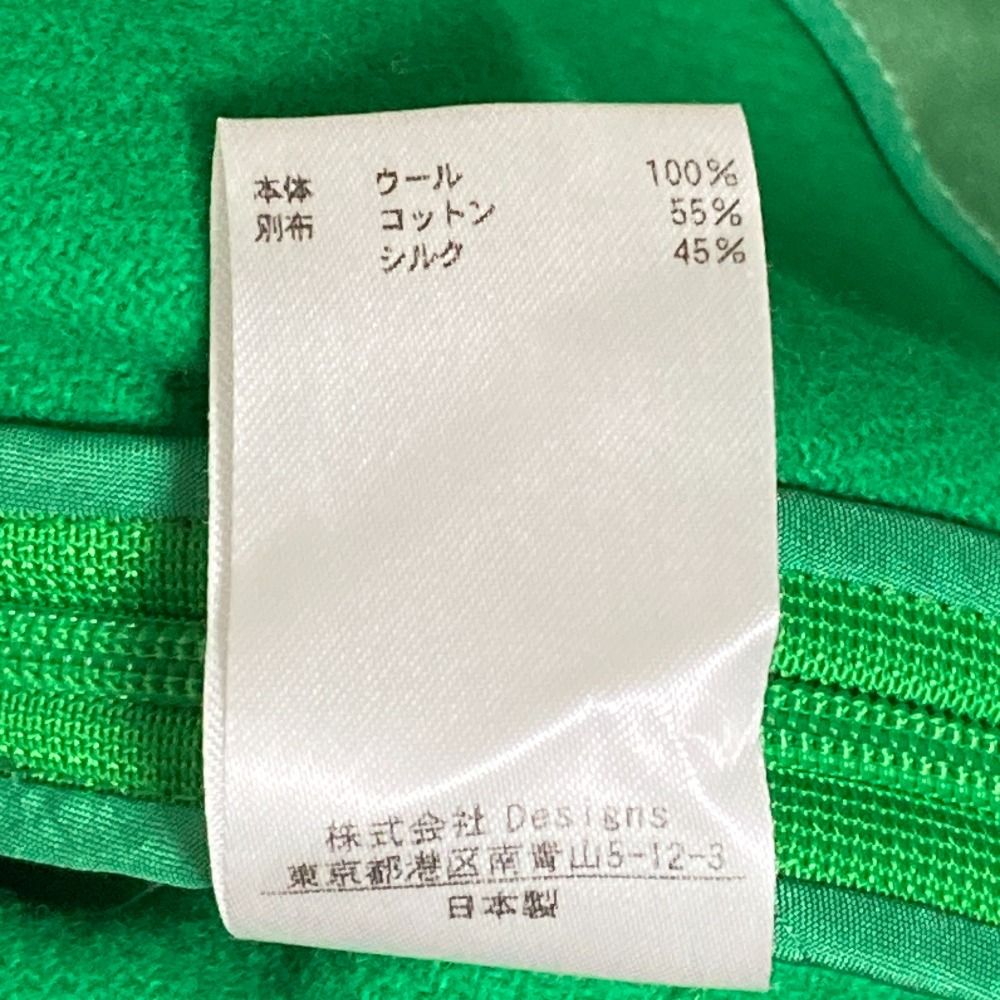 本体 ウール 100%
別布 コットン 55%
シルク 45%
株式会社 Designs
東京都港区南青山5-12-3
日本製